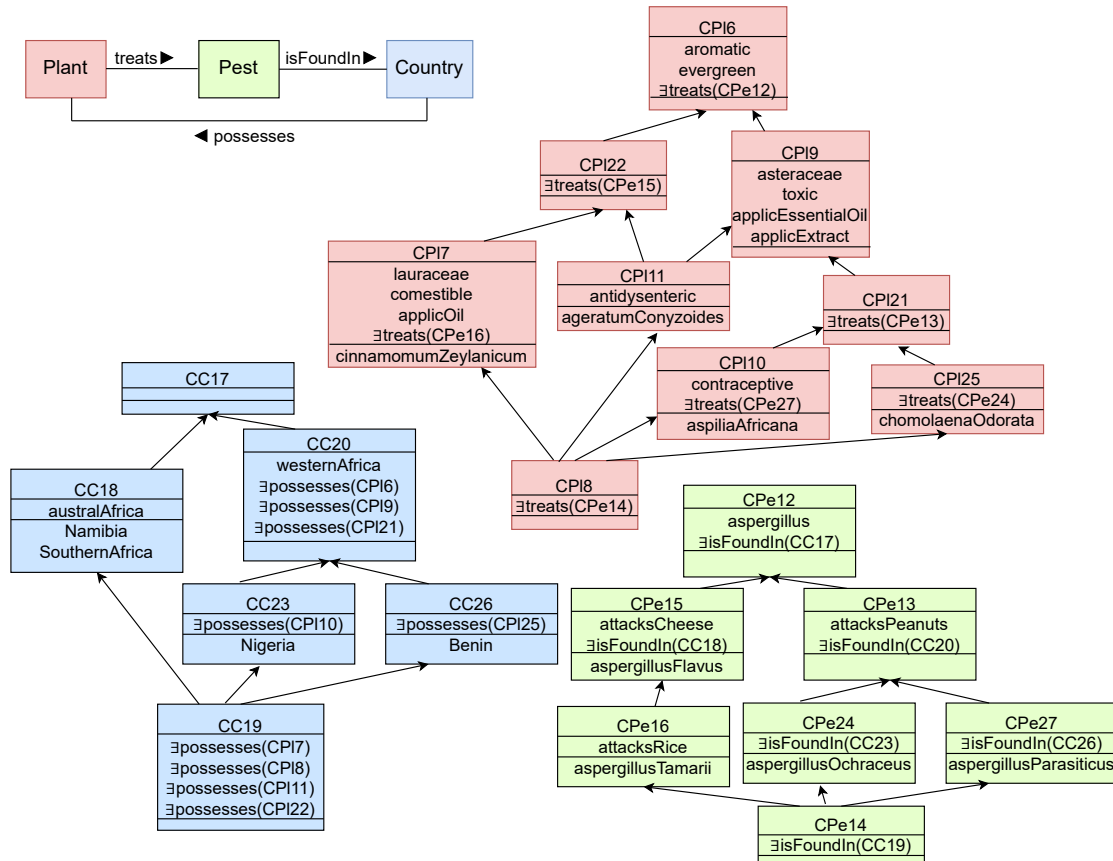 Plant
treats ►
Pest
isFoundIn ►
Country
◄ possesses
CPl6
aromatic
evergreen
∃treats(CPe12)
CPl22
∃treats(CPe15)
CPl9
asteraceae
toxic
applicEssentialOil
applicExtract
CPl7
lauraceae
comestible
applicOil
∃treats(CPe16)
cinnamomumZeylanicum
CPl11
antidysenteric
ageratumConyzoides
CPl21
∃treats(CPe13)
CPl10
contraceptive
∃treats(CPe27)
aspiliaAfricana
CPl25
∃treats(CPe24)
chomolaenaOdorata
CPl8
∃treats(CPe14)
CC17
CC20
westernAfrica
∃possesses(CPl6)
∃possesses(CPl9)
∃possesses(CPl21)
CC18
australAfrica
Namibia
SouthernAfrica
CC23
∃possesses(CPl10)
Nigeria
CC26
∃possesses(CPl25)
Benin
CC19
∃possesses(CPl7)
∃possesses(CPl8)
∃possesses(CPl11)
∃possesses(CPl22)
CPe12
aspergillus
∃isFoundIn(CC17)
CPe15
attacksCheese
∃isFoundIn(CC18)
aspergillusFlavus
CPe13
attacksPeanuts
∃isFoundIn(CC20)
CPe16
attacksRice
aspergillusTamarii
CPe24
∃isFoundIn(CC23)
aspergillusOchraceus
CPe27
∃isFoundIn(CC26)
aspergillusParasiticus
CPe14
∃isFoundIn(CC19)